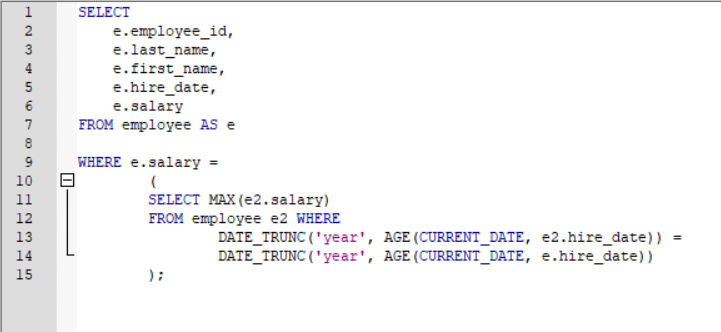 1 SELECT
2 e.employee_id,
3 e.last_name,
4 e.first_name,
5 e.hire_date,
6 e.salary
7 FROM employee AS e
8
9 WHERE e.salary =
10 (
11 SELECT MAX(e2.salary)
12 FROM employee e2 WHERE
13 DATE_TRUNC('year', AGE(CURRENT_DATE, e2.hire_date)) =
14 DATE_TRUNC('year', AGE(CURRENT_DATE, e.hire_date))
15 );